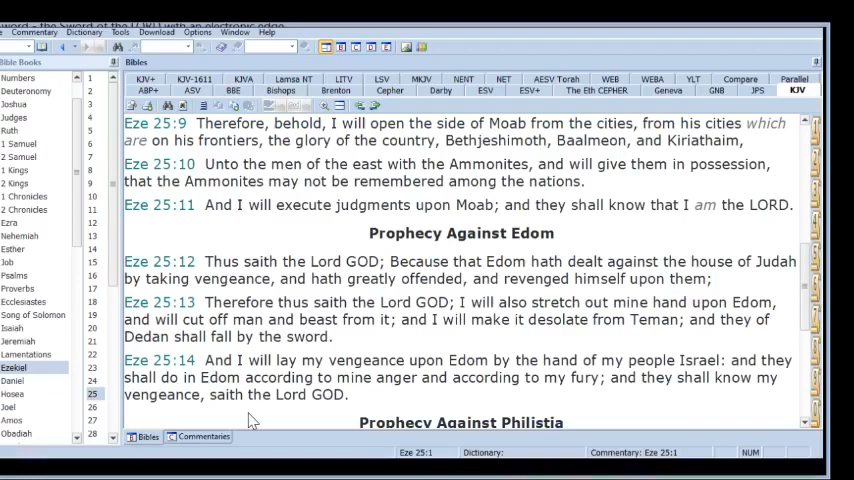 Sword - the Sword of the LORD with an electronic edge
Commentary Dictionary Tools Download Options Window Help
Bible Books
Bibles
KJV+ KJV-1611 KJVA Lamsa NT LITV LSV MKJV NENT NET AESV Torah WEB WEBA YLT Compare Parallel
ABP+ ASV BBE Bishops Brenton Cepher Darby ESV ESV+ The Eth CEPHER Geneva GNB JPS KJV
Numbers 1
Deuteronomy 2
Joshua 3
Judges 4
Ruth 5
1 Samuel 6
2 Samuel 7
1 Kings 8
2 Kings 9
1 Chronicles 10
2 Chronicles 11
Ezra 12
Nehemiah 13
Esther 14
Job 15
Psalms 16
Proverbs 17
Ecclesiastes 18
Song of Solomon 19
Isaiah 20
Jeremiah 21
Lamentations 22
Ezekiel 23
Daniel 24
Hosea 25
Joel 26
Amos 27
Obadiah 28
Eze 25:9 Therefore, behold, I will open the side of Moab from the cities, from his cities which
are on his frontiers, the glory of the country, Bethjeshimoth, Baalmeon, and Kiriathaim,
Eze 25:10 Unto the men of the east with the Ammonites, and will give them in possession,
that the Ammonites may not be remembered among the nations.
Eze 25:11 And I will execute judgments upon Moab; and they shall know that I am the LORD.
Prophecy Against Edom
Eze 25:12 Thus saith the Lord GOD; Because that Edom hath dealt against the house of Judah
by taking vengeance, and hath greatly offended, and revenged himself upon them;
Eze 25:13 Therefore thus saith the Lord GOD; I will also stretch out mine hand upon Edom,
and will cut off man and beast from it; and I will make it desolate from Teman; and they of
Dedan shall fall by the sword.
Eze 25:14 And I will lay my vengeance upon Edom by the hand of my people Israel: and they
shall do in Edom according to mine anger and according to my fury; and they shall know my
vengeance, saith the Lord GOD.
Prophecy Against Philistia
Bibles Commentaries
Eze 25:1 Dictionary: Commentary: Eze 25:1 NUM